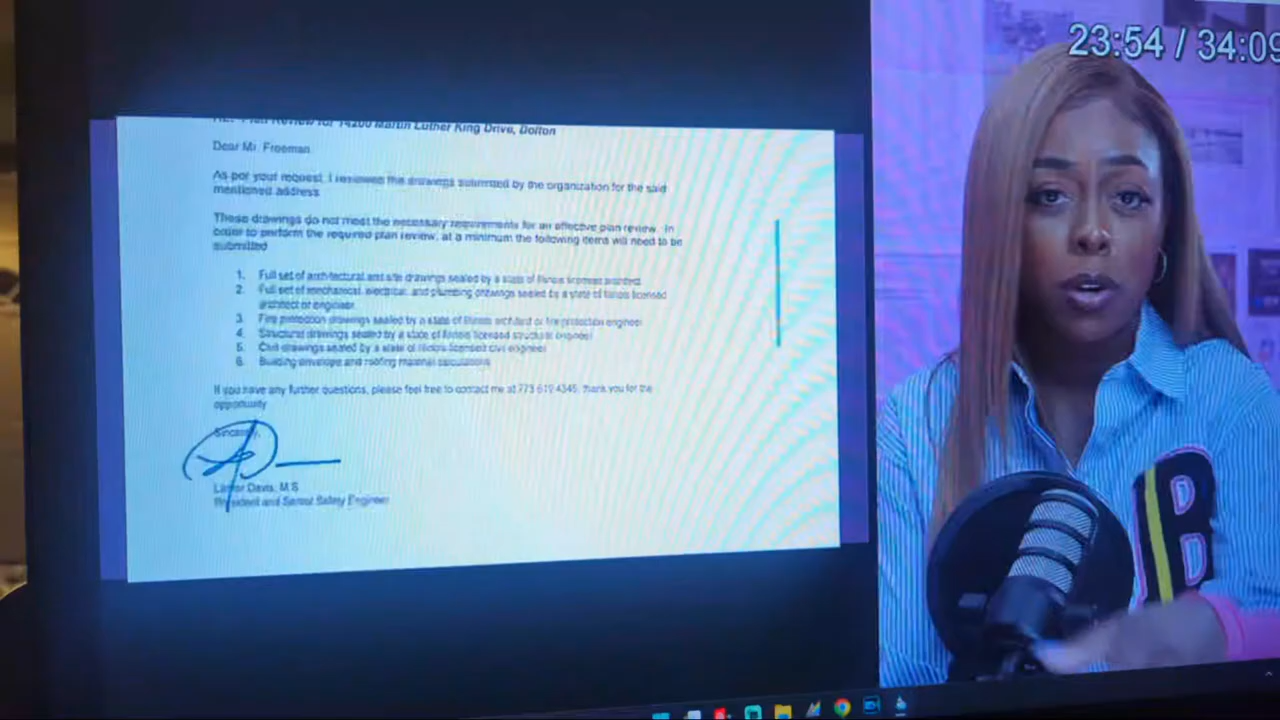 23:54 / 34:09
RE: Plan Review for 14200 Martin Luther King Drive, Dolton
Dear Mr. Freeman
As per your request, I reviewed the drawings submitted by the organization for the said
mentioned address
These drawings do not meet the necessary requirements for an effective plan review. In
order to perform the required plan review, at a minimum the following items will need to be
submitted
1. Full set of architectural and site drawings sealed by a state of Illinois licensed
2. Full set of mechanical, electrical, and plumbing drawings sealed by a state of Illinois licensed
architect or engineer
3. Fire protection drawings sealed by a state of Illinois architect or fire protection engineer
4. Structural drawings sealed by a state of Illinois licensed structural engineer
5. Civil drawings sealed by a state of Illinois licensed civil engineer
6. Building envelope and roofing material calculations
If you have any further questions, please feel free to contact me at 773 619 4345, thank you for the
opportunity
Sincerely,
Davis, M.S
President and Senior Safety Engineer
B